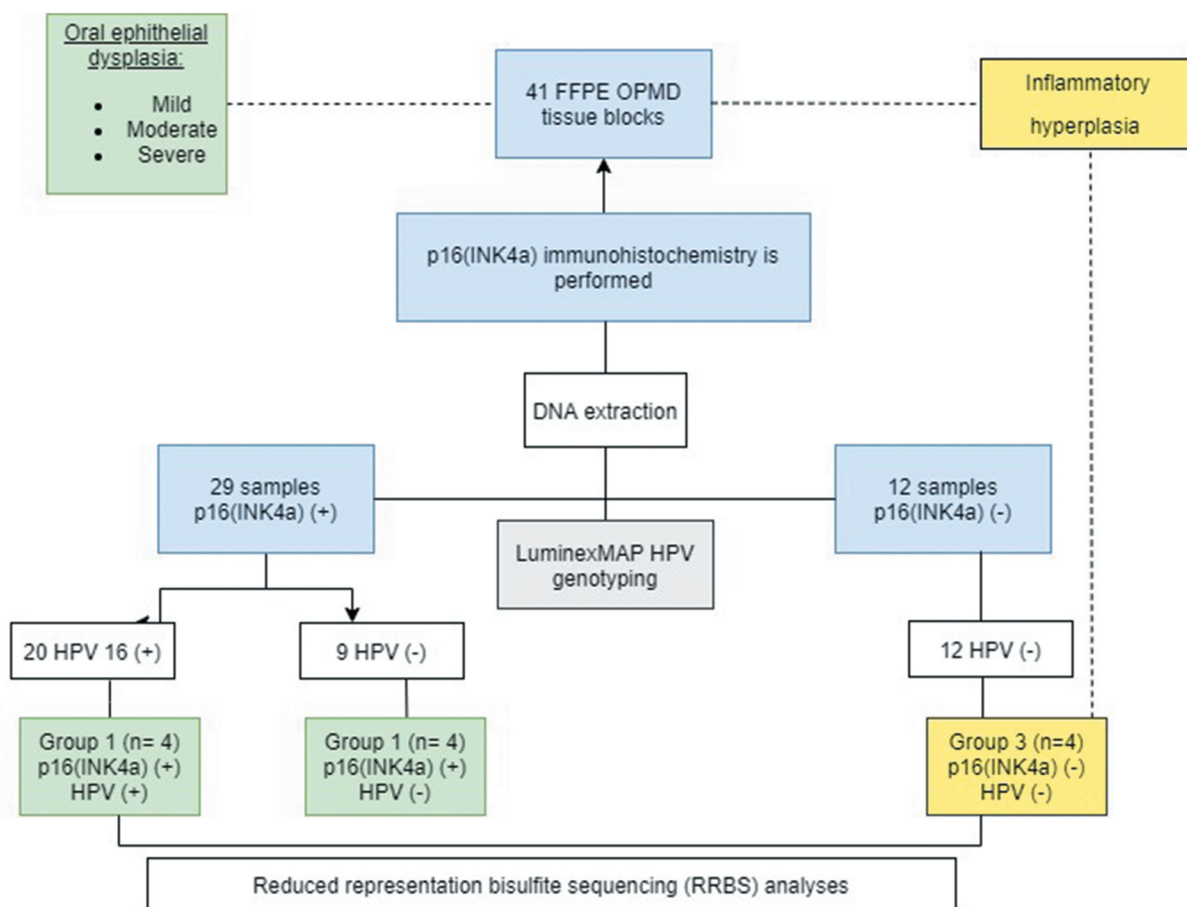 Oral ephithelial
dysplasia:
• Mild
• Moderate
• Severe
41 FFPE OPMD
tissue blocks
Inflammatory
hyperplasia
p16(INK4a) immunohistochemistry is
performed
DNA extraction
29 samples
p16(INK4a) (+)
12 samples
p16(INK4a) (-)
LuminexMAP HPV
genotyping
20 HPV 16 (+)
9 HPV (-)
12 HPV (-)
Group 1 (n= 4)
p16(INK4a) (+)
HPV (+)
Group 1 (n= 4)
p16(INK4a) (+)
HPV (-)
Group 3 (n=4)
p16(INK4a) (-)
HPV (-)
Reduced representation bisulfite sequencing (RRBS) analyses